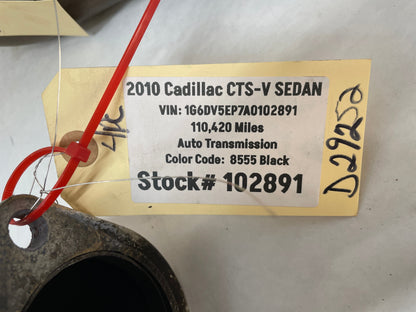 2010 Cadillac CTS-V SEDAN
VIN: 1G6DV5EP7A0102891
110,420 Miles
Auto Transmission
Color Code: 8555 Black
Stock# 102891
D29252